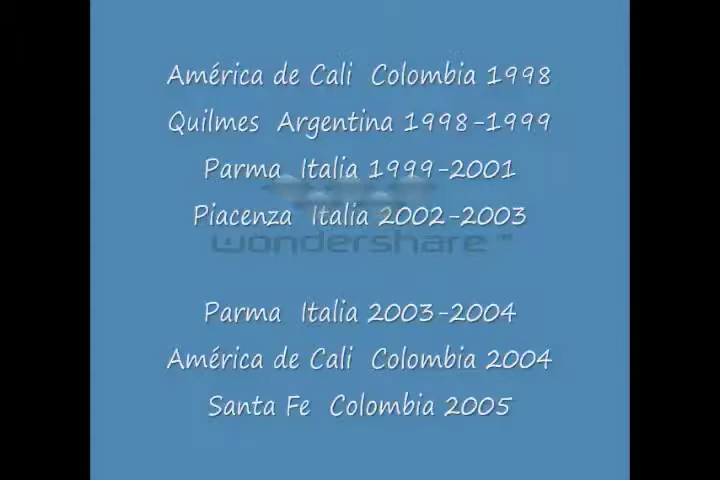 América de Cali  Colombia 1998
Quilmes  Argentina 1998-1999
Parma  Italia 1999-2001
Piacenza  Italia 2002-2003
wondershare™
Parma  Italia 2003-2004
América de Cali  Colombia 2004
Santa Fe  Colombia 2005